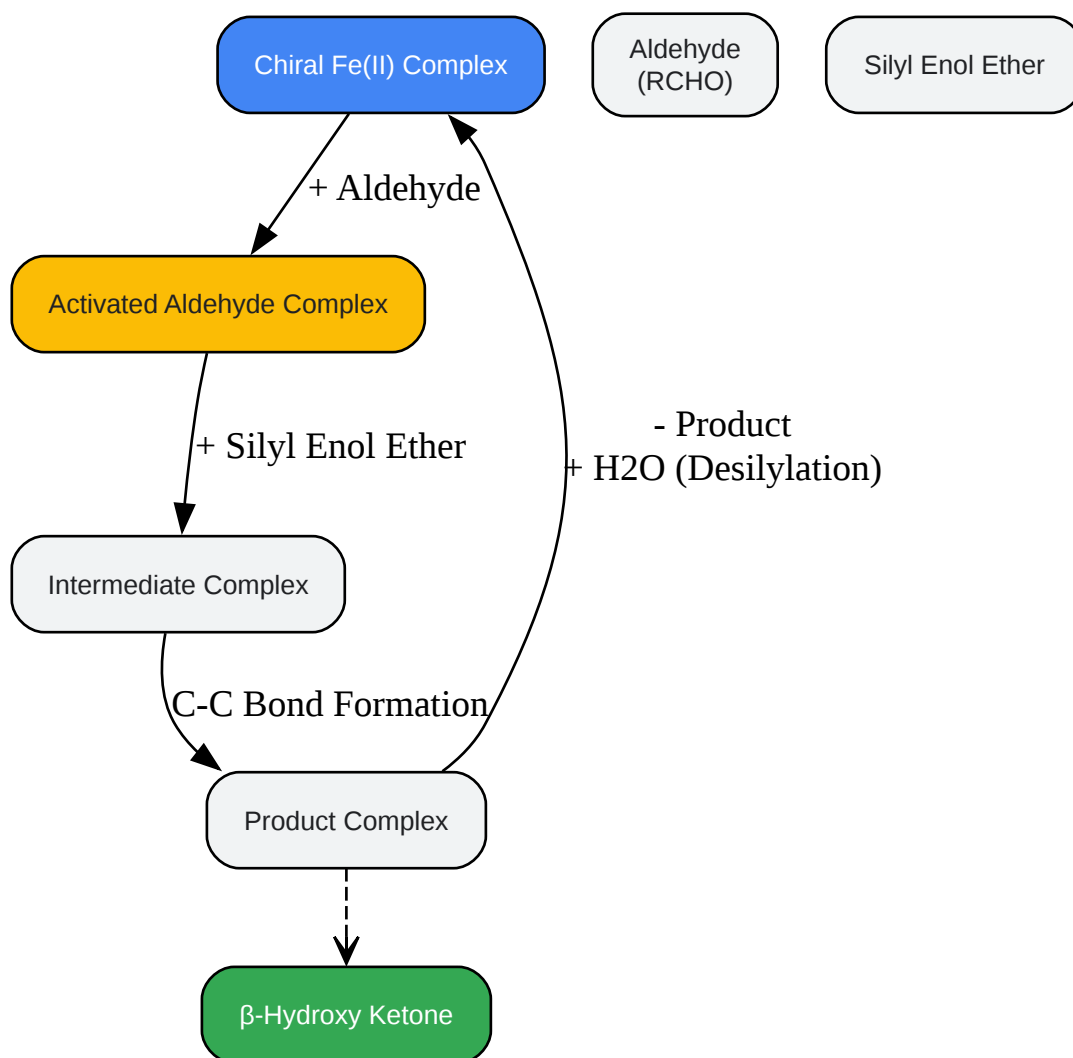 Chiral Fe(II) Complex
Aldehyde
(RCHO)
Silyl Enol Ether
+ Aldehyde
Activated Aldehyde Complex
+ Silyl Enol Ether
- Product
+ H2O (Desilylation)
Intermediate Complex
C-C Bond Formation
Product Complex
β-Hydroxy Ketone